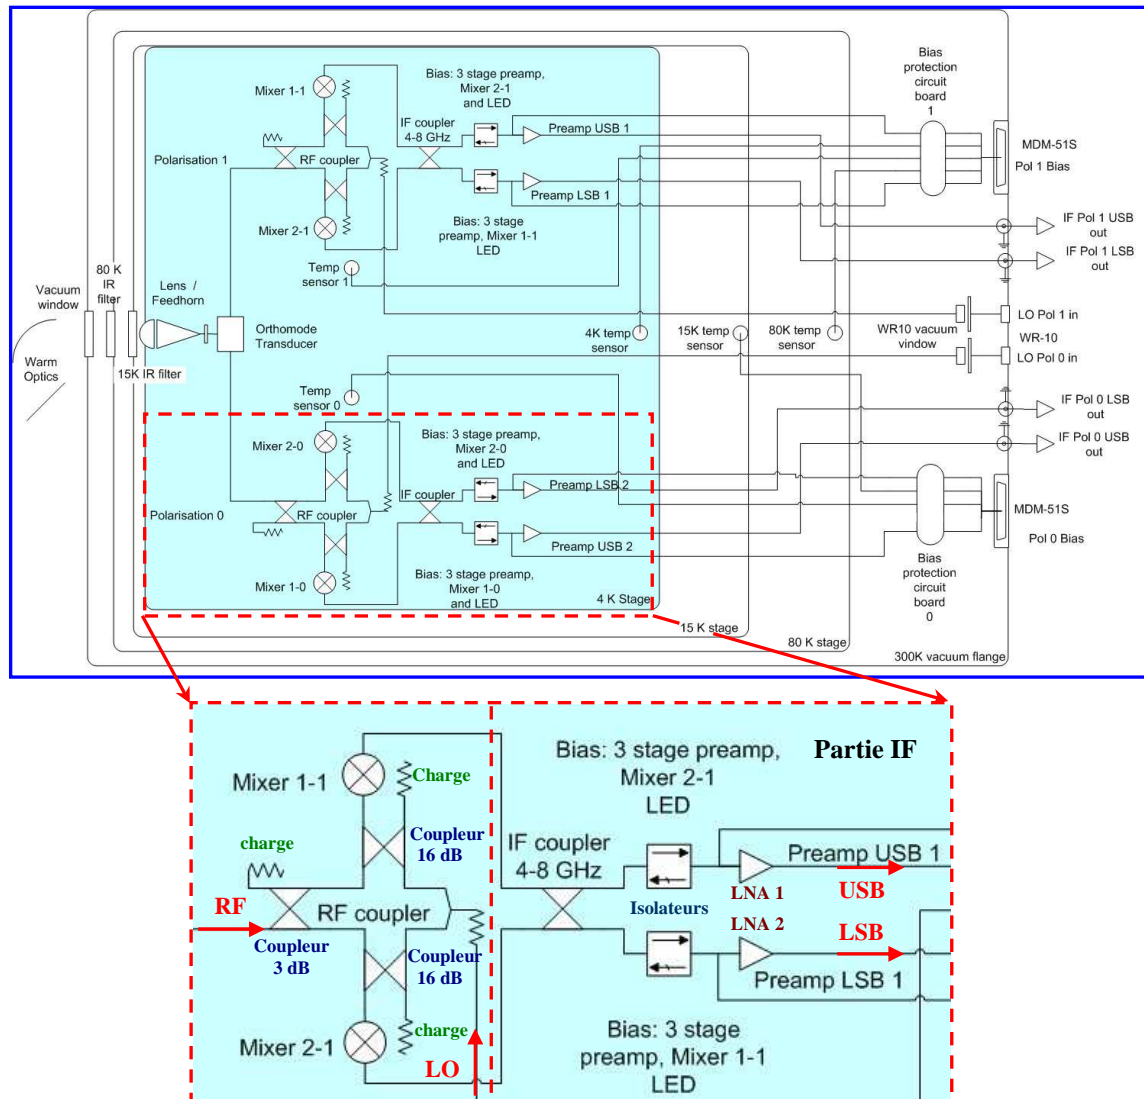 Bias: 3 stage preamp,
Mixer 2-1
and LED
Bias
protection
circuit
board
1
Mixer 1-1
IF coupler
4-8 GHz
Preamp USB 1
MDM-51S
Pol 1 Bias
Polarisation 1
RF coupler
Preamp LSB 1
Mixer 2-1
Bias: 3 stage
preamp, Mixer 1-1
LED
IF Pol 1 USB
out
IF Pol 1 LSB
out
Temp
sensor 1
80 K
IR
filter
Vacuum
window
Lens /
Feedhorn
Orthomode
Transducer
4K temp
sensor
15K temp
sensor
80K temp
sensor
WR10 vacuum
window
LO Pol 1 in
WR-10
LO Pol 0 in
Warm
Optics
15K IR filter
Temp
sensor 0
IF Pol 0 LSB
out
IF Pol 0 USB
out
Mixer 2-0
Bias: 3 stage preamp,
Mixer 2-0
and LED
Preamp LSB 2
IF coupler
Polarisation 0
RF coupler
MDM-51S
Pol 0 Bias
Preamp USB 2
Mixer 1-0
Bias: 3 stage preamp,
Mixer 1-0
and LED
Bias
protection
circuit
board
0
4 K Stage
15 K stage
80 K stage
300K vacuum flange
Bias: 3 stage preamp,
Mixer 2-1
LED
Partie IF
Mixer 1-1
Charge
charge
Coupleur
16 dB
IF coupler
4-8 GHz
Preamp USB 1
LNA 1
USB
RF
RF coupler
Isolateurs
Coupleur
3 dB
Coupleur
16 dB
LNA 2
LSB
Preamp LSB 1
Mixer 2-1
charge
LO
Bias: 3 stage
preamp, Mixer 1-1
LED